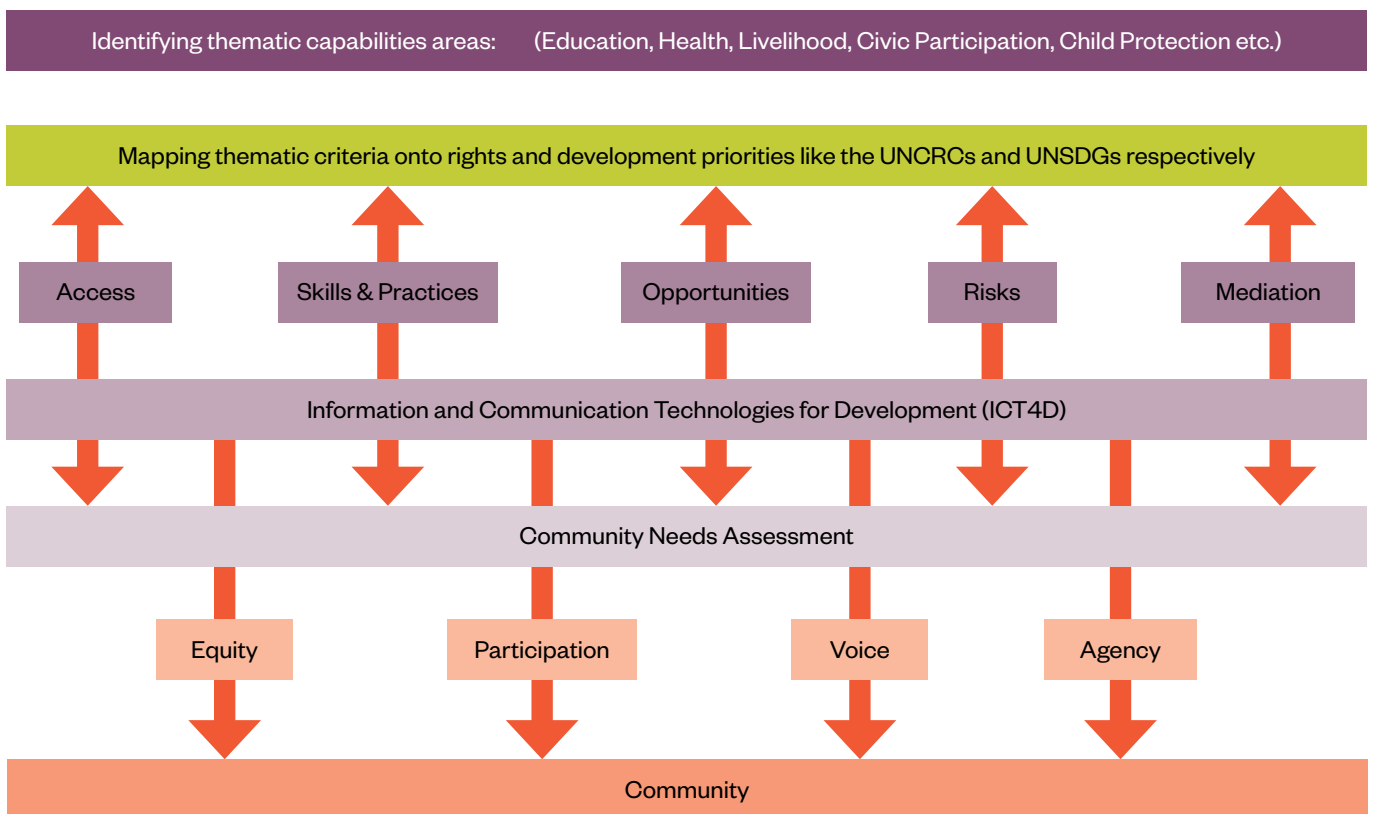 Identifying thematic capabilities areas: (Education, Health, Livelihood, Civic Participation, Child Protection etc.)
Mapping thematic criteria onto rights and development priorities like the UNCRCs and UNSDGs respectively
Access
Skills & Practices
Opportunities
Risks
Mediation
Information and Communication Technologies for Development (ICT4D)
Community Needs Assessment
Equity
Participation
Voice
Agency
Community